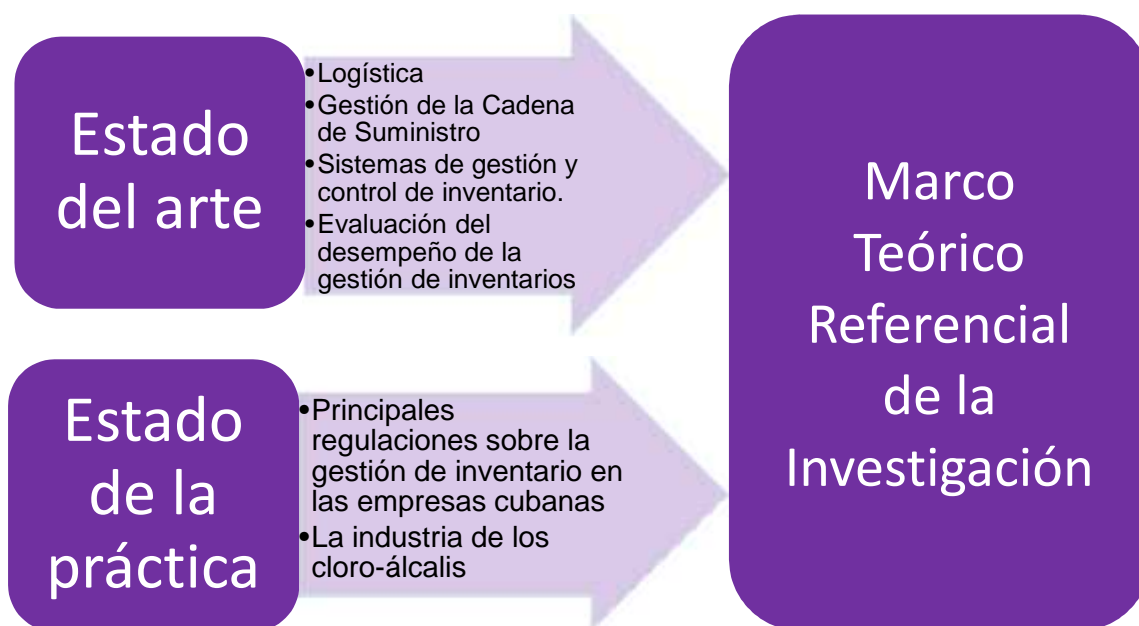 Estado
del arte
•Logística
•Gestión de la Cadena
de Suministro
•Sistemas de gestión y
control de inventario.
•Evaluación del
desempeño de la
gestión de inventarios
Estado
de la
práctica
•Principales
regulaciones sobre la
gestión de inventario en
las empresas cubanas
•La industria de los
cloro-álcalis
Marco
Teórico
Referencial
de la
Investigación